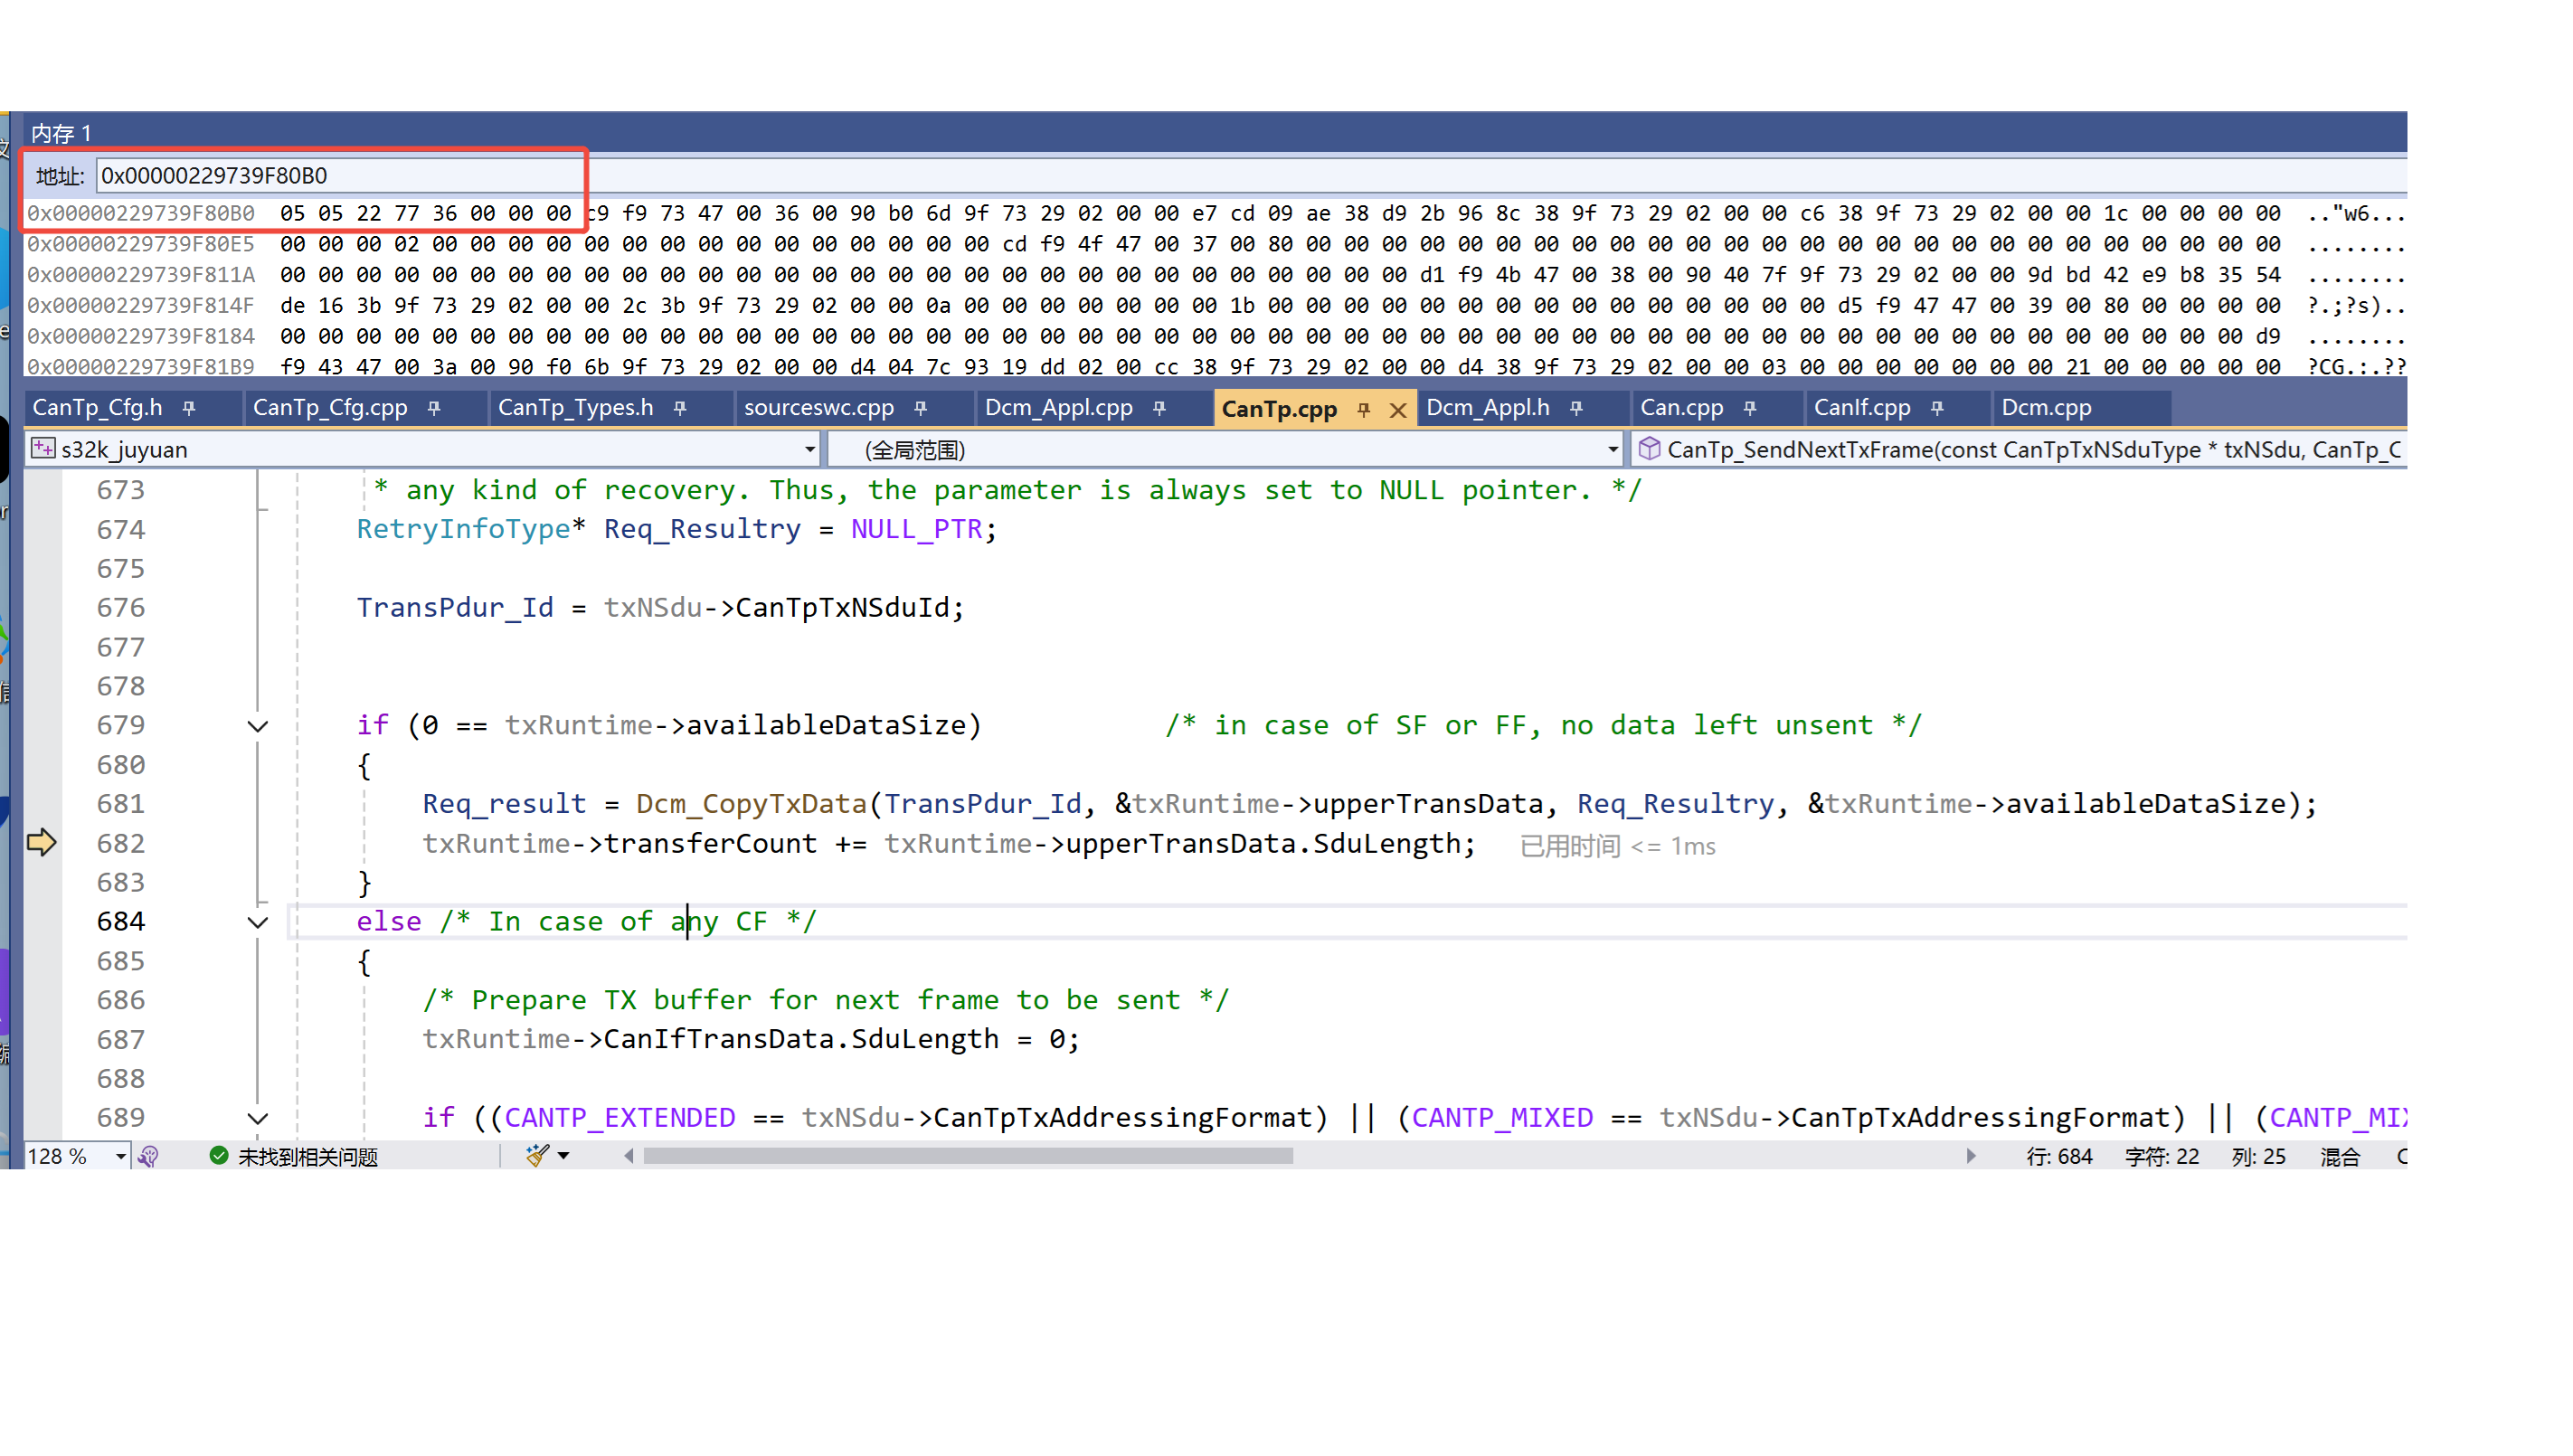 内存 1
地址: 0x00000229739F80B0
0x00000229739F80B0 05 05 22 77 36 00 00 00 c9 f9 73 47 00 36 00 90 b0 6d 9f 73 29 02 00 00 e7 cd 09 ae 38 d9 2b 96 8c 38 9f 73 29 02 00 00 c6 38 9f 73 29 02 00 00 1c 00 00 00 00 .."w6...
0x00000229739F80E5 00 00 00 02 00 00 00 00 00 00 00 00 00 00 00 00 00 00 00 cd f9 4f 47 00 37 00 80 00 00 00 00 00 00 00 00 00 00 00 00 00 00 00 00 00 00 00 00 00 00 00 00 00 00 ........
0x00000229739F811A 00 00 00 00 00 00 00 00 00 00 00 00 00 00 00 00 00 00 00 00 00 00 00 00 00 00 00 00 00 00 d1 f9 4b 47 00 38 00 90 40 7f 9f 73 29 02 00 00 9d bd 42 e9 b8 35 54 ........
0x00000229739F814F de 16 3b 9f 73 29 02 00 00 2c 3b 9f 73 29 02 00 00 0a 00 00 00 00 00 00 00 1b 00 00 00 00 00 00 00 00 00 00 00 00 00 00 00 d5 f9 47 47 00 39 00 80 00 00 00 00 ?.;?s)..
0x00000229739F8184 00 00 00 00 00 00 00 00 00 00 00 00 00 00 00 00 00 00 00 00 00 00 00 00 00 00 00 00 00 00 00 00 00 00 00 00 00 00 00 00 00 00 00 00 00 00 00 00 00 00 00 00 d9 ........
0x00000229739F81B9 f9 43 47 00 3a 00 90 f0 6b 9f 73 29 02 00 00 d4 04 7c 93 19 dd 02 00 cc 38 9f 73 29 02 00 00 d4 38 9f 73 29 02 00 00 03 00 00 00 00 00 00 00 21 00 00 00 00 00 ?CG.:.??
CanTp_Cfg.h CanTp_Cfg.cpp CanTp_Types.h sourceswc.cpp Dcm_Appl.cpp CanTp.cpp Dcm_Appl.h Can.cpp CanIf.cpp Dcm.cpp
s32k_juyuan (全局范围) CanTp_SendNextTxFrame(const CanTpTxNSduType * txNSdu, CanTp_C
673 * any kind of recovery. Thus, the parameter is always set to NULL pointer. */
674 RetryInfoType* Req_Resultry = NULL_PTR;
675
676 TransPdur_Id = txNSdu->CanTpTxNSduId;
677
678
679 if (0 == txRuntime->availableDataSize) /* in case of SF or FF, no data left unsent */
680 {
681 Req_result = Dcm_CopyTxData(TransPdur_Id, &txRuntime->upperTransData, Req_Resultry, &txRuntime->availableDataSize);
682 txRuntime->transferCount += txRuntime->upperTransData.SduLength; 已用时间 <= 1ms
683 }
684 else /* In case of any CF */
685 {
686 /* Prepare TX buffer for next frame to be sent */
687 txRuntime->CanIfTransData.SduLength = 0;
688
689 if ((CANTP_EXTENDED == txNSdu->CanTpTxAddressingFormat) || (CANTP_MIXED == txNSdu->CanTpTxAddressingFormat) || (CANTP_MIX
128 % 未找到相关问题 行: 684 字符: 22 列: 25 混合